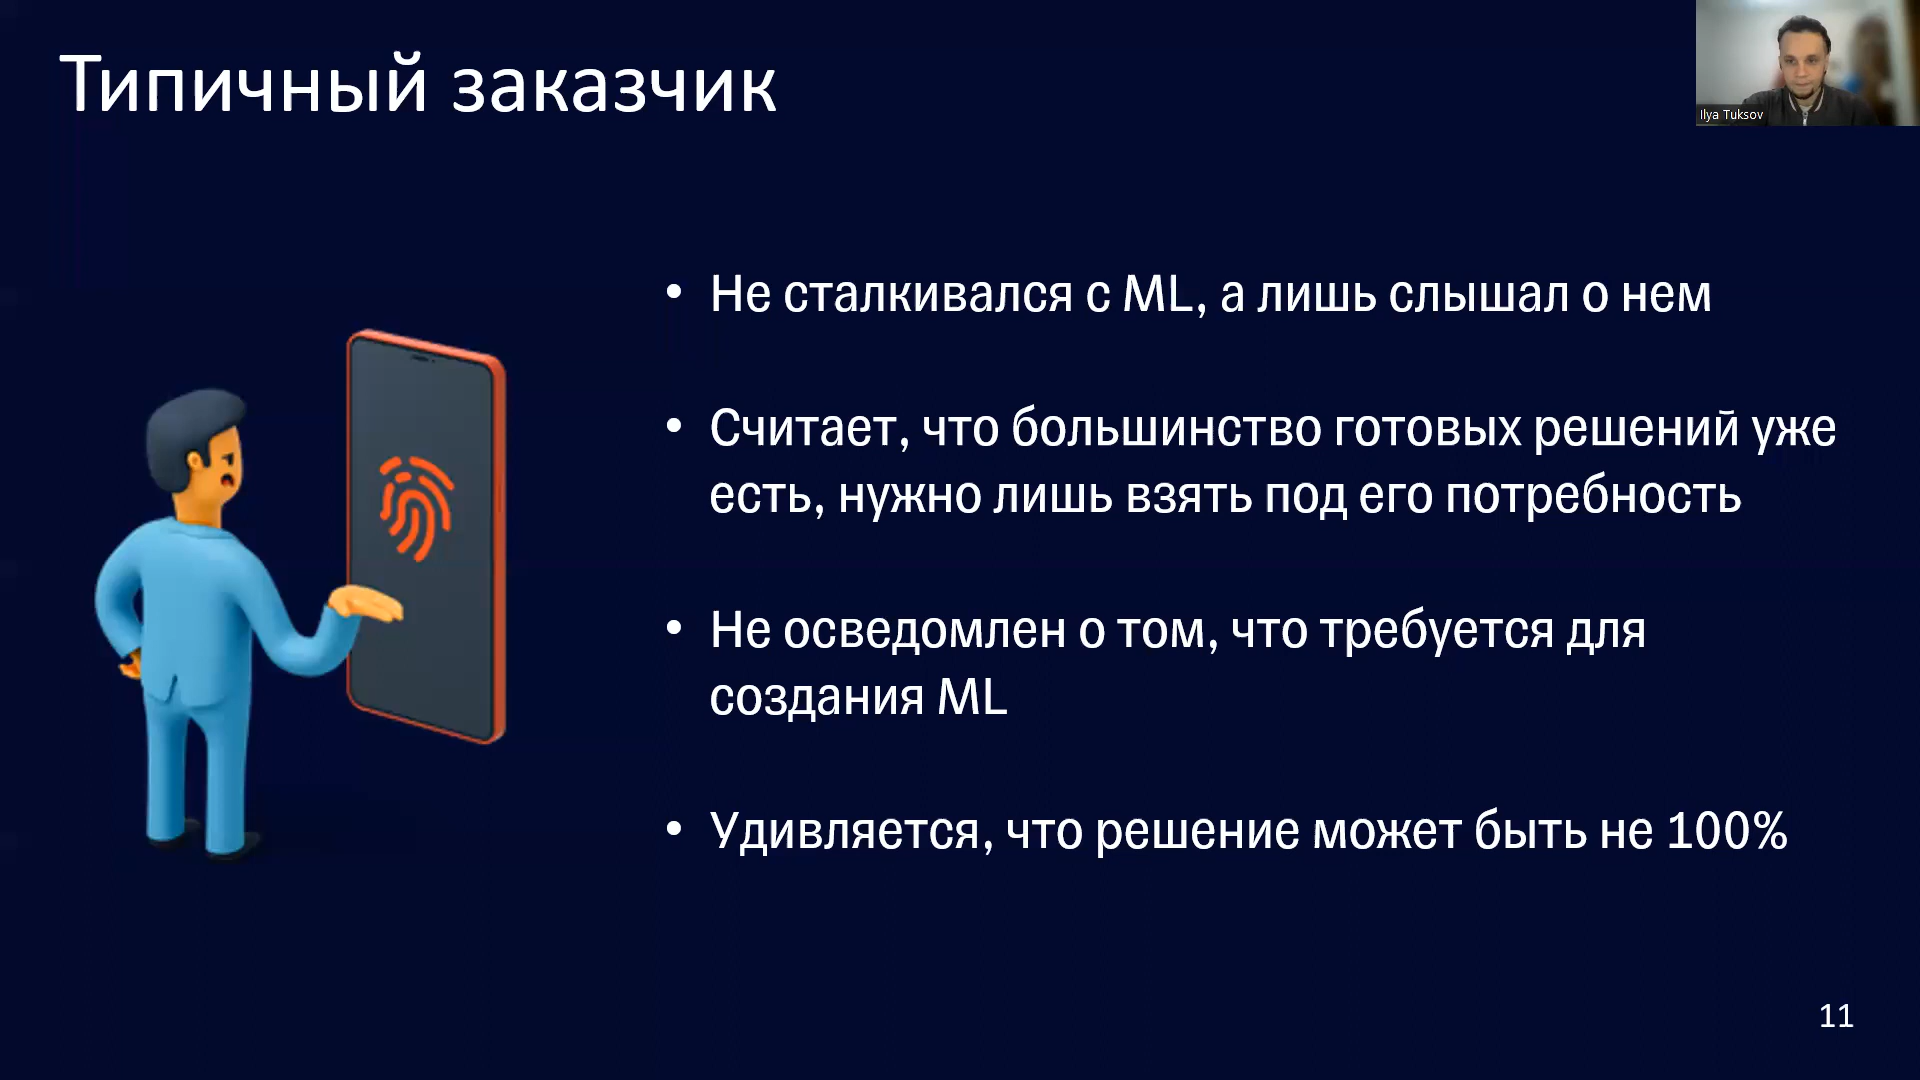 Типичный заказчик
Ilya Tuksov
• Не сталкивался с ML, а лишь слышал о нем
• Считает, что большинство готовых решений уже
есть, нужно лишь взять под его потребность
• Не осведомлен о том, что требуется для
создания ML
• Удивляется, что решение может быть не 100%
11